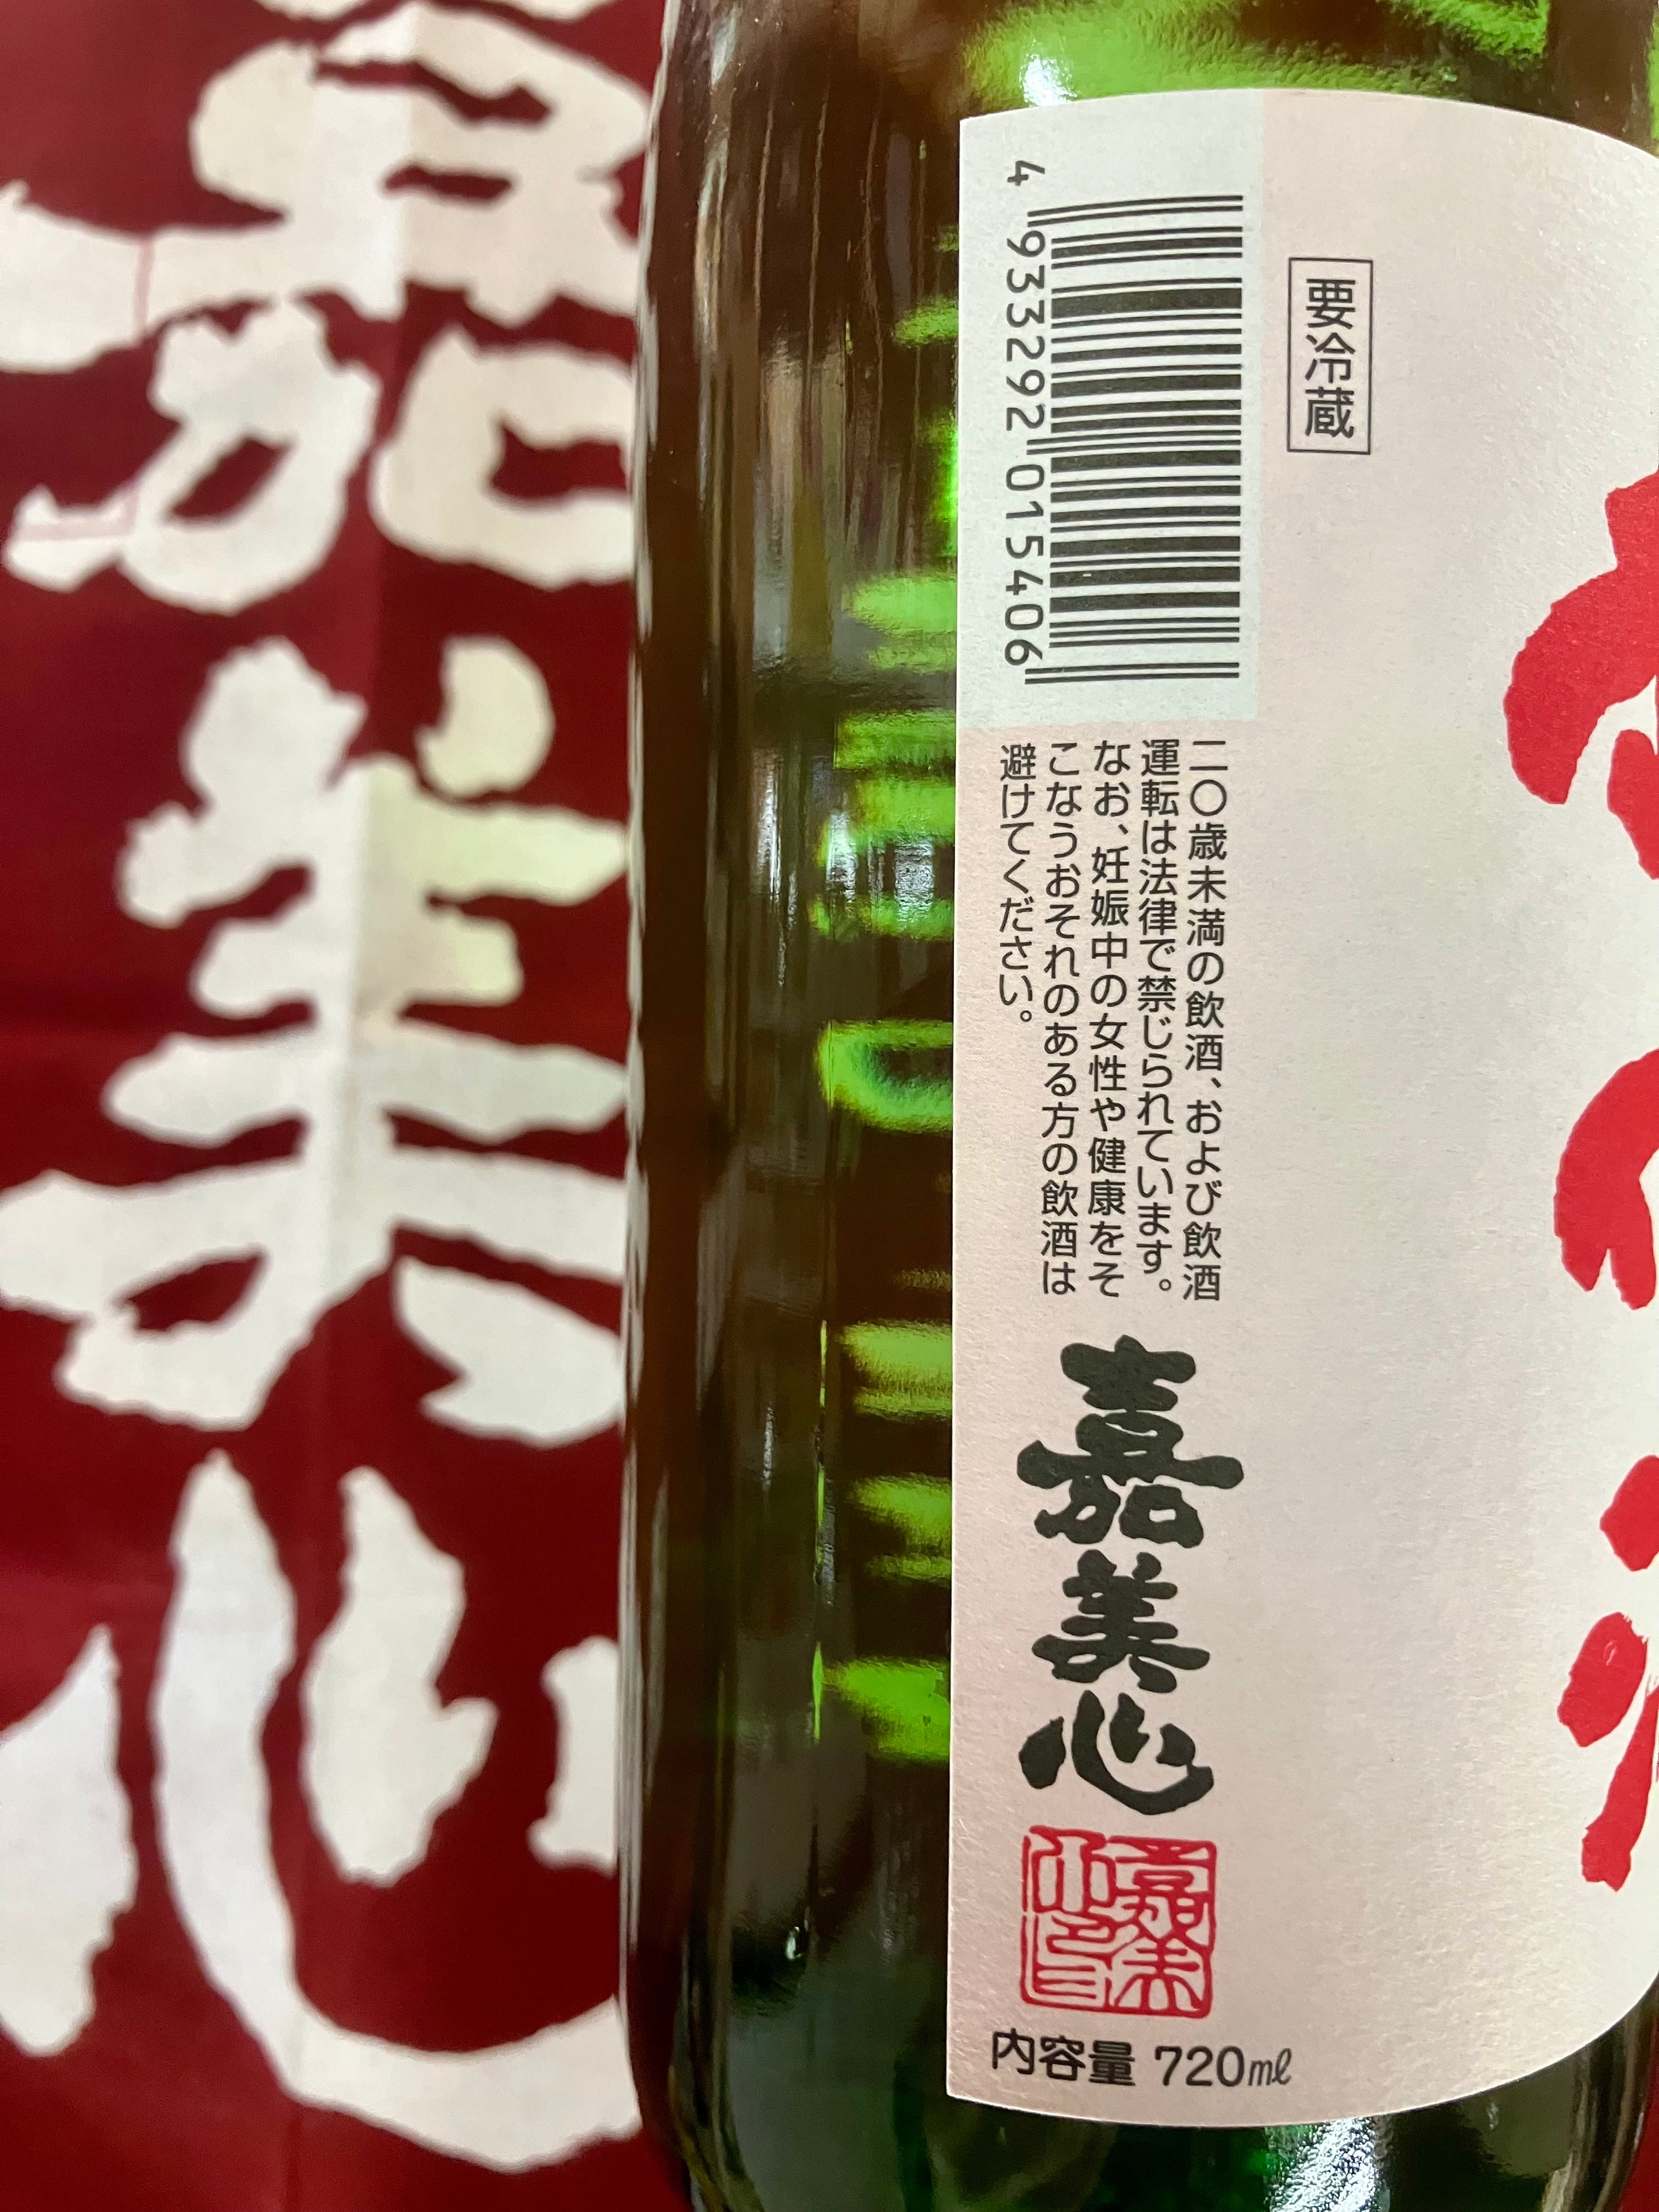 嘉美心
4 933292 015406
要冷蔵
二〇歳未満の飲酒、および飲酒
運転は法律で禁じられています。
なお、妊娠中の女性や健康をそ
こなうおそれのある方の飲酒は
避けてください。
嘉美心
内容量 720ml